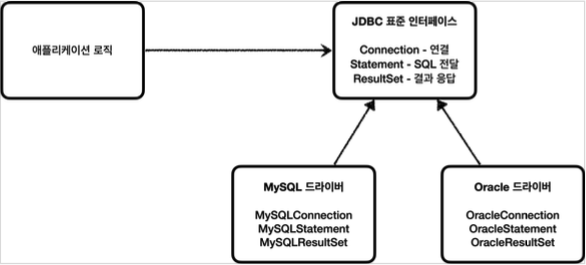 애플리케이션 로직
JDBC 표준 인터페이스
Connection - 연결
Statement - SQL 전달
ResultSet - 결과 응답
MySQL 드라이버
MySQLConnection
MySQLStatement
MySQLResultSet
Oracle 드라이버
OracleConnection
OracleStatement
OracleResultSet